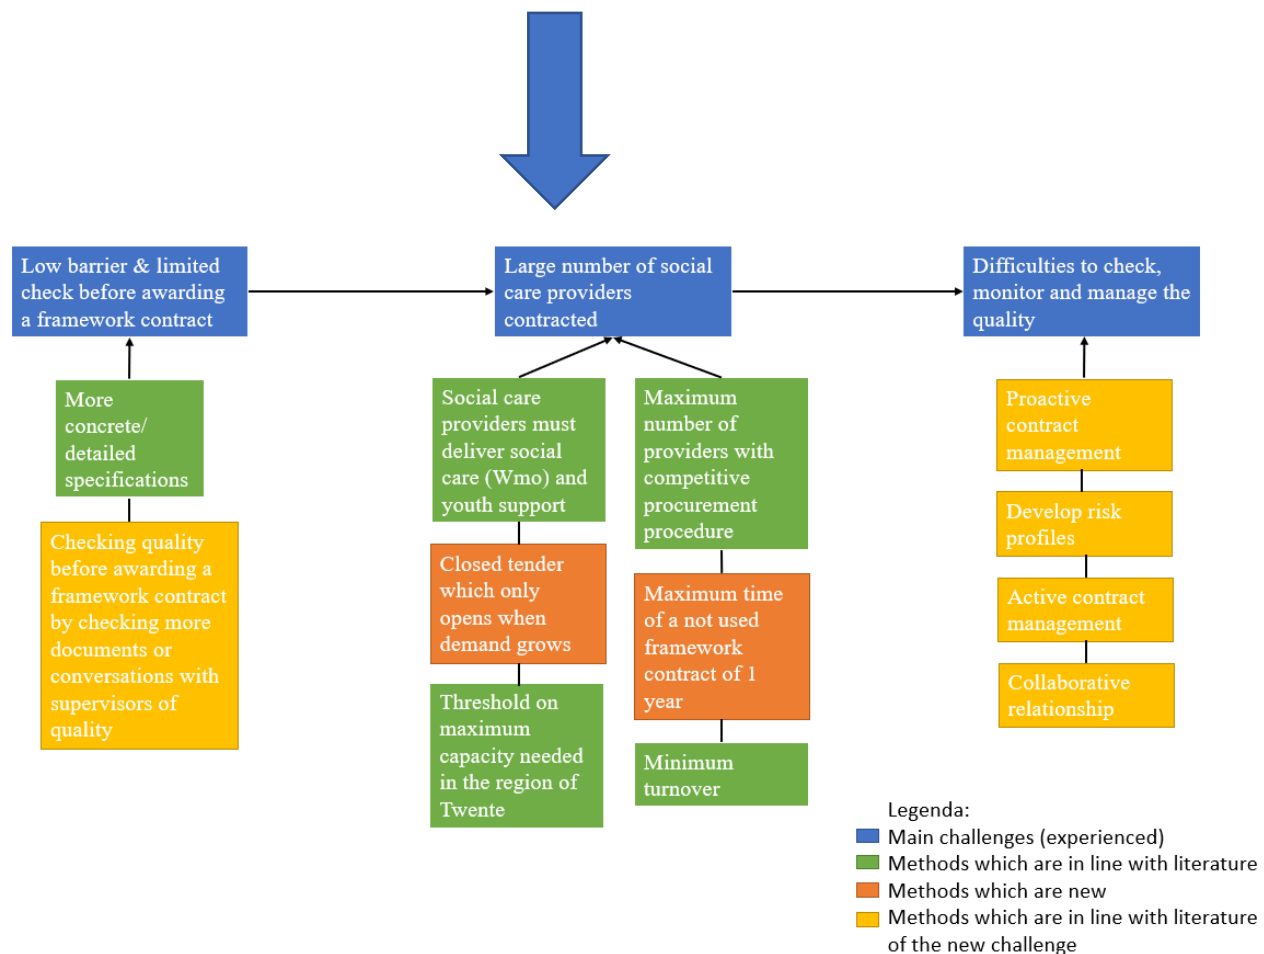 Low barrier & limited
check before awarding
a framework contract
Large number of social
care providers
contracted
Difficulties to check,
monitor and manage the
quality
More
concrete/
detailed
specifications
Checking quality
before awarding a
framework contract
by checking more
documents or
conversations with
supervisors of
quality
Social care
providers must
deliver social
care (Wmo) and
youth support
Closed tender
which only
opens when
demand grows
Threshold on
maximum
capacity needed
in the region of
Twente
Maximum
number of
providers with
competitive
procurement
procedure
Maximum time
of a not used
framework
contract of 1
year
Minimum
turnover
Proactive
contract
management
Develop risk
profiles
Active contract
management
Collaborative
relationship
Legenda:
Main challenges (experienced)
Methods which are in line with literature
Methods which are new
Methods which are in line with literature
of the new challenge